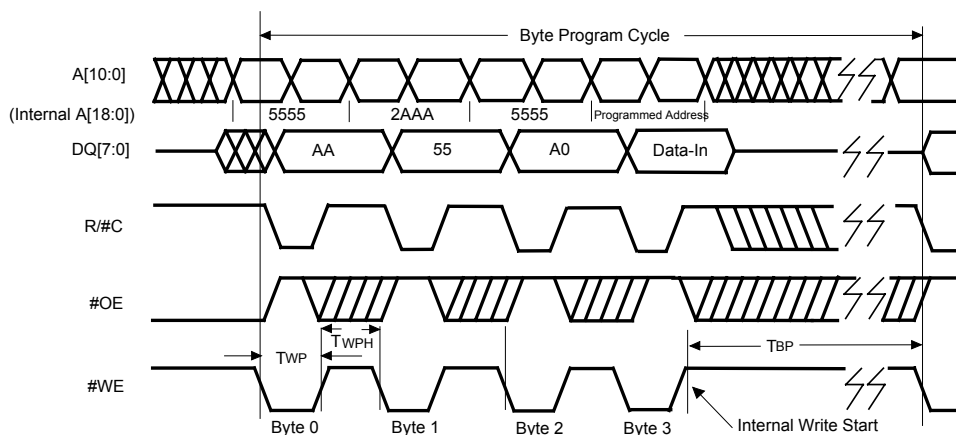 Byte Program Cycle
A[10:0]
(Internal A[18:0])
5555
2AAA
5555
Programmed Address
DQ[7:0]
AA
55
A0
Data-In
R/#C
#OE
TWPH
TWP
TBP
#WE
Byte 0
Byte 1
Byte 2
Byte 3
Internal Write Start